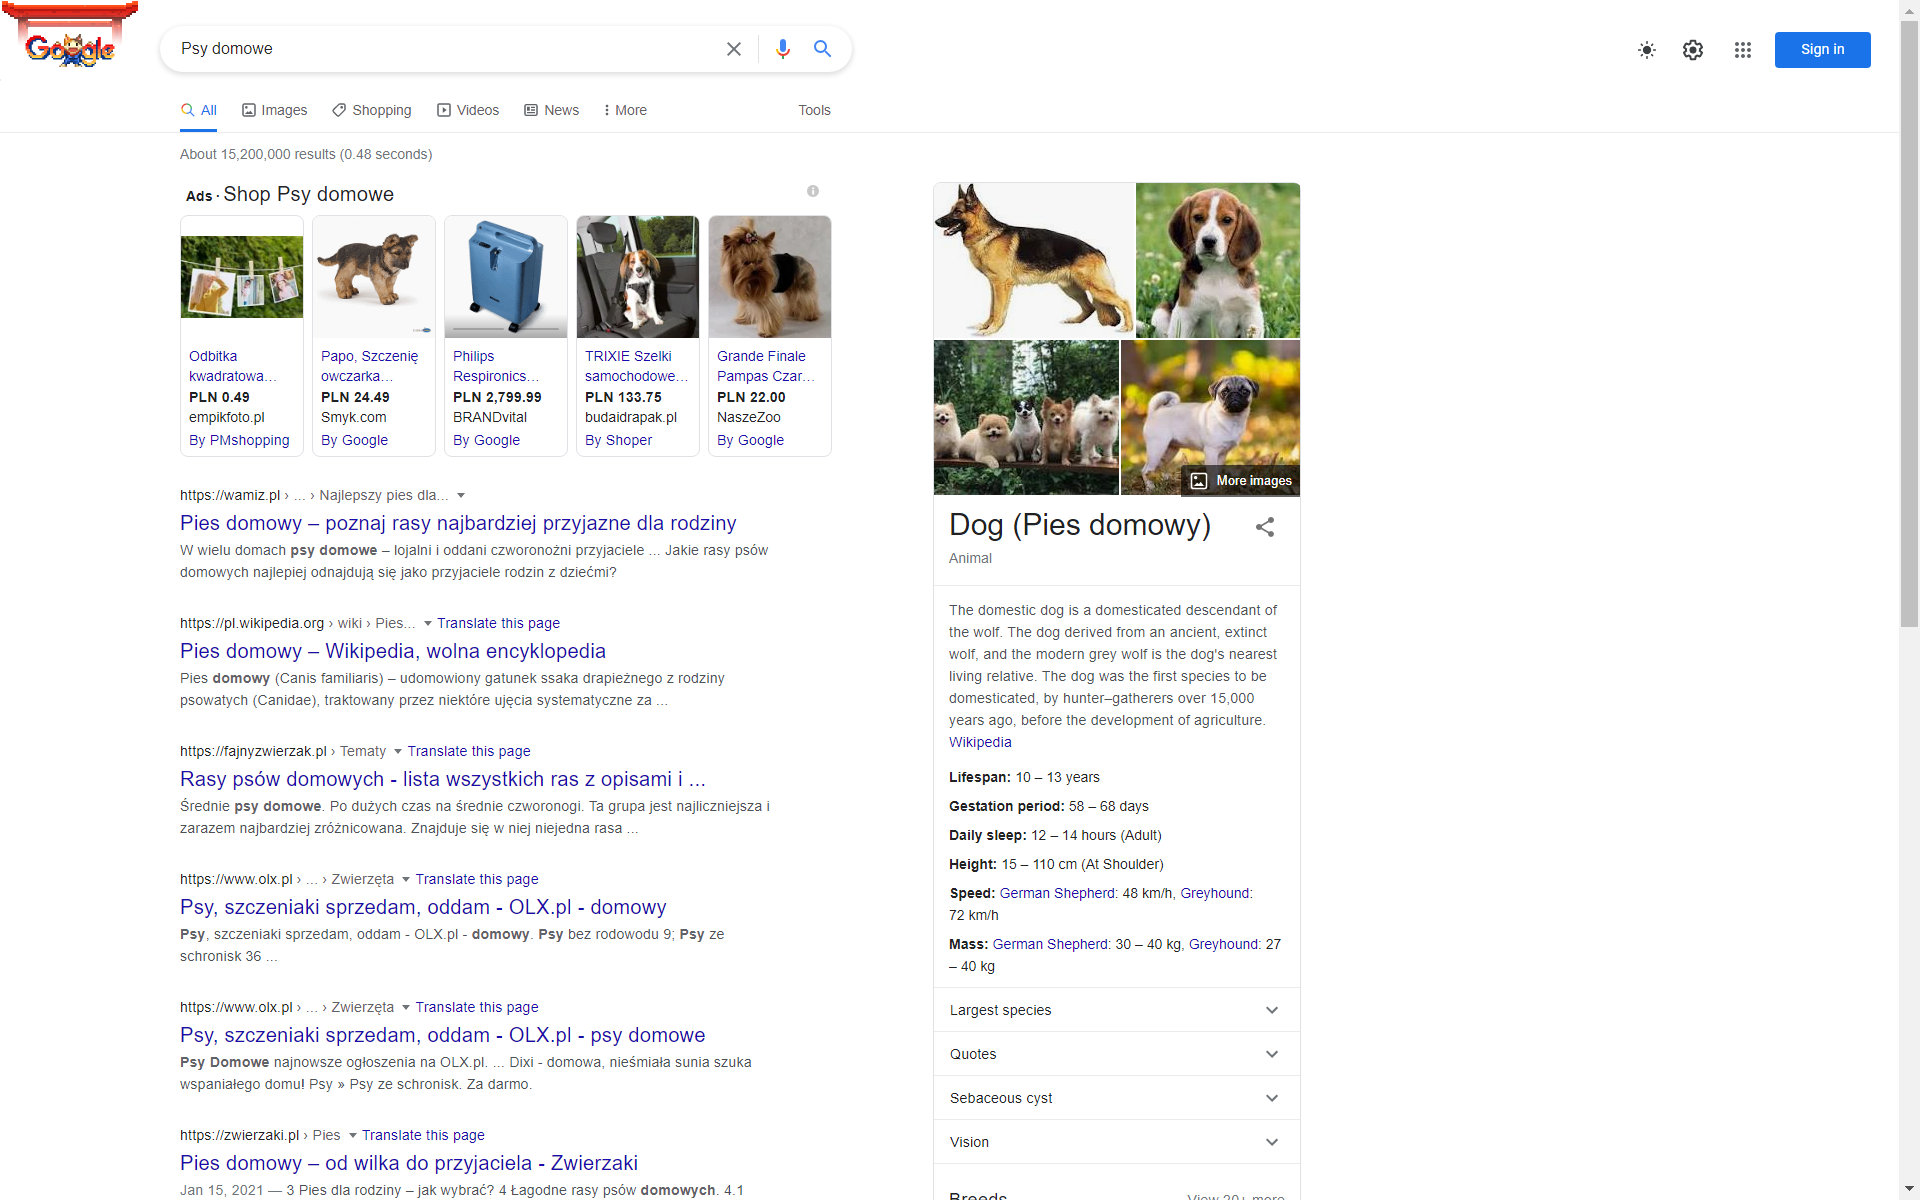 Google
Psy domowe
Sign in
All
Images
Shopping
Videos
News
More
Tools
About 15,200,000 results (0.48 seconds)
Ads · Shop Psy domowe
Odbitka
kwadratowa...
PLN 0.49
empikfoto.pl
By PMshopping
Papo, Szczenię
owczarka...
PLN 24.49
Smyk.com
By Google
Philips
Respironics...
PLN 2,799.99
BRANDvital
By Google
TRIXIE Szelki
samochodowe...
PLN 133.75
budaidrapak.pl
By Shoper
Grande Finale
Pampas Czar...
PLN 22.00
NaszeZoo
By Google
https://wamiz.pl › ... › Najlepszy pies dla...
Pies domowy – poznaj rasy najbardziej przyjazne dla rodziny
W wielu domach psy domowe – lojalni i oddani czworonożni przyjaciele ... Jakie rasy psów
domowych najlepiej odnajdują się jako przyjaciele rodzin z dziećmi?
https://pl.wikipedia.org › wiki › Pies... Translate this page
Pies domowy – Wikipedia, wolna encyklopedia
Pies domowy (Canis familiaris) – udomowiony gatunek ssaka drapieżnego z rodziny
psowatych (Canidae), traktowany przez niektóre ujęcia systematyczne za ...
https://fajnyzwierzak.pl › Tematy Translate this page
Rasy psów domowych - lista wszystkich ras z opisami i ...
Średnie psy domowe. Po dużych czas na średnie czworonogi. Ta grupa jest najliczniejsza i
zarazem najbardziej zróżnicowana. Znajduje się w niej niejedna rasa ...
https://www.olx.pl › ... › Zwierzęta Translate this page
Psy, szczeniaki sprzedam, oddam - OLX.pl - domowy
Psy, szczeniaki sprzedam, oddam - OLX.pl - domowy. Psy bez rodowodu 9; Psy ze
schronisk 36 ...
https://www.olx.pl › ... › Zwierzęta Translate this page
Psy, szczeniaki sprzedam, oddam - OLX.pl - psy domowe
Psy Domowe najnowsze ogłoszenia na OLX.pl. ... Dixi - domowa, nieśmiała sunia szuka
wspaniałego domu! Psy » Psy ze schronisk. Za darmo.
https://zwierzaki.pl › Pies Translate this page
Pies domowy – od wilka do przyjaciela - Zwierzaki
Jan 15, 2021 — 3 Pies dla rodziny – jak wybrać? 4 Łagodne rasy psów domowych. 4.1
More images
Dog (Pies domowy)
Animal
The domestic dog is a domesticated descendant of
the wolf. The dog derived from an ancient, extinct
wolf, and the modern grey wolf is the dog's nearest
living relative. The dog was the first species to be
domesticated, by hunter–gatherers over 15,000
years ago, before the development of agriculture.
Wikipedia
Lifespan: 10 – 13 years
Gestation period: 58 – 68 days
Daily sleep: 12 – 14 hours (Adult)
Height: 15 – 110 cm (At Shoulder)
Speed: German Shepherd: 48 km/h, Greyhound:
72 km/h
Mass: German Shepherd: 30 – 40 kg, Greyhound: 27
– 40 kg
Largest species
Quotes
Sebaceous cyst
Vision
Breeds
View 20+ more